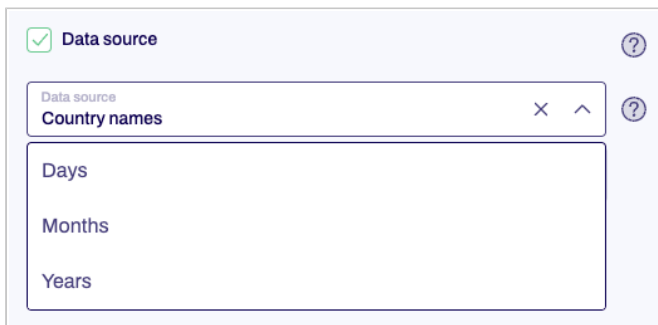 Data source
Data source
Country names
Days
Months
Years